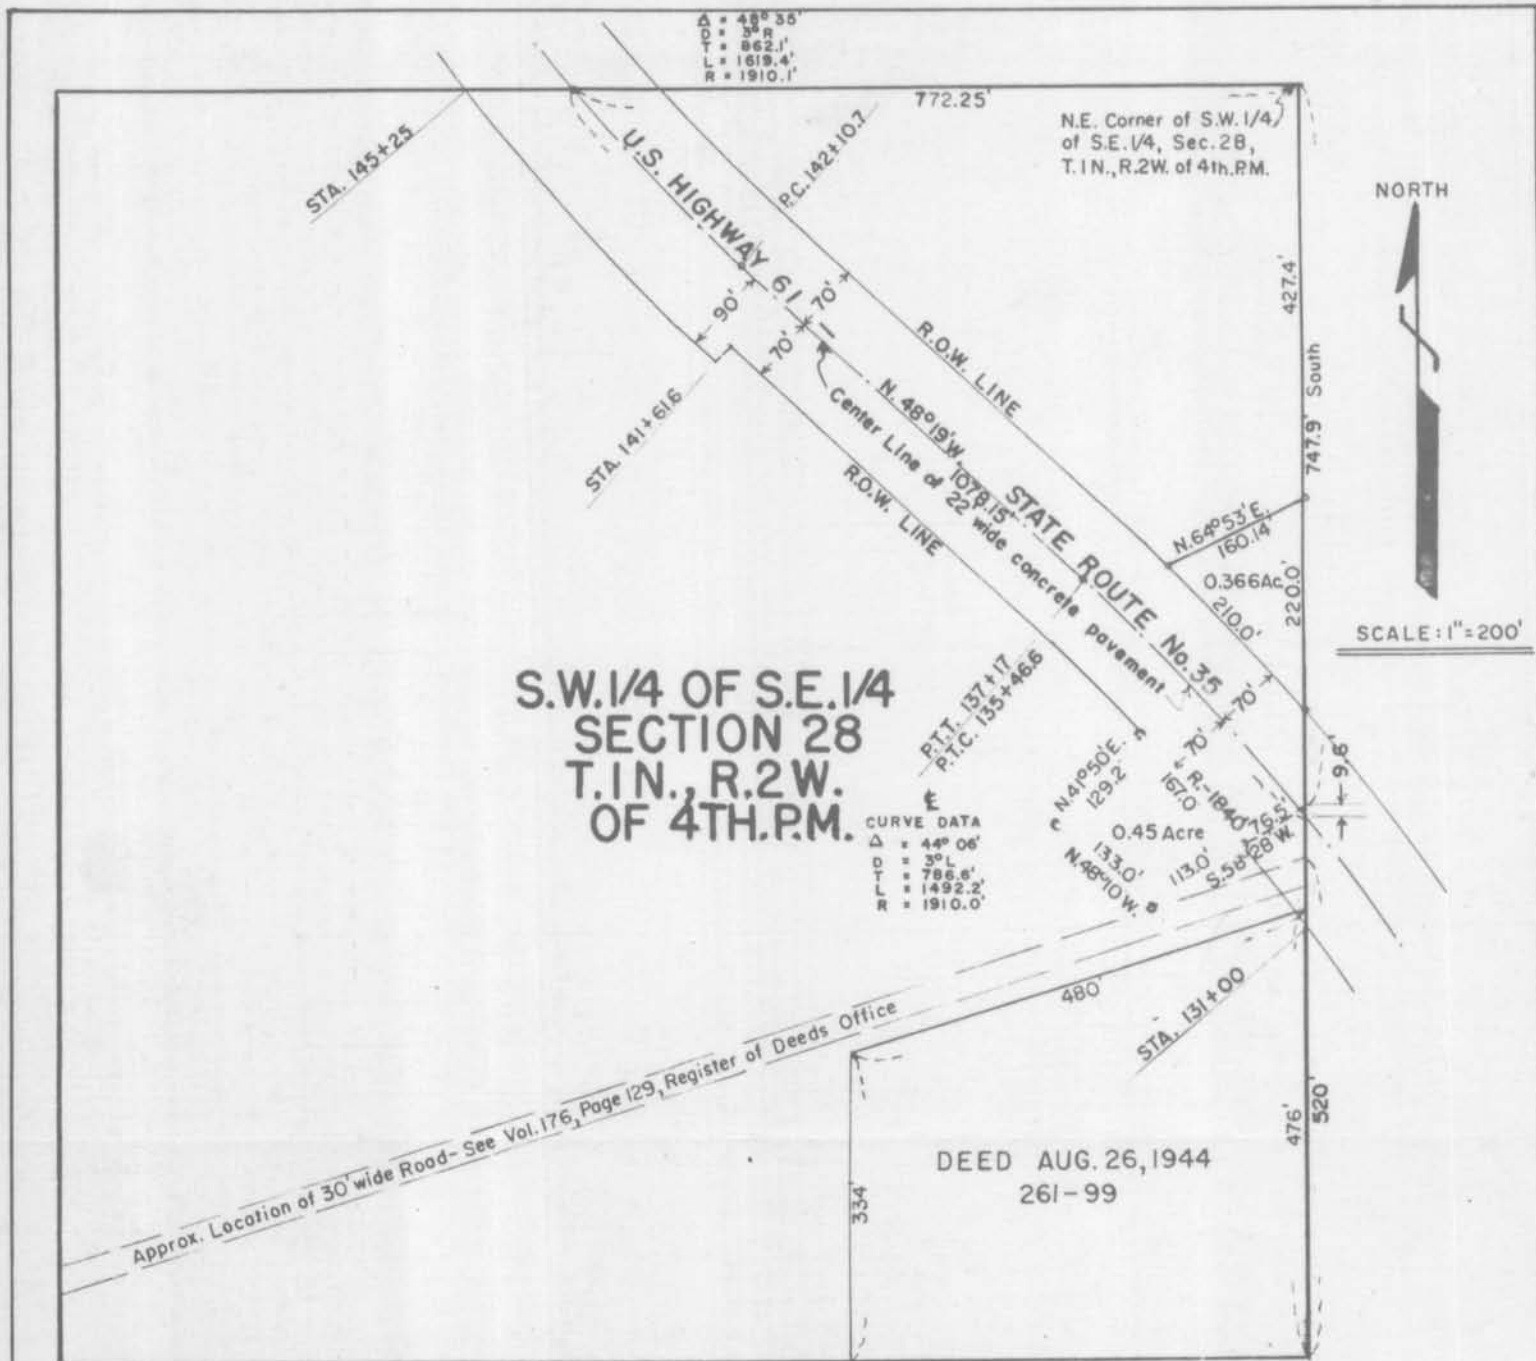 Δ = 48° 35'
D = 3° R
T = 862.1'
L = 1619.4'
R = 1910.1'
772.25'
N.E. Corner of S.W. 1/4
of S.E. 1/4, Sec. 28,
T.1N., R.2W. of 4th. P.M.
STA. 145+25
U.S. HIGHWAY 61
P.C. 142+10.7
NORTH
427.4'
90'
70'
70'
R.O.W. LINE
747.9' South
STA. 141+61.6
N. 48°19'W.
1078.15'
Center Line of 22' wide concrete pavement
STATE ROUTE No. 35
R.O.W. LINE
N.64°53'E.
160.14'
0.366Ac.
220.0'
210.0'
SCALE: 1"=200'
S.W.1/4 OF S.E.1/4
SECTION 28
T.1N., R.2W.
OF 4TH.P.M.
P.T.T. 137+17
P.T.C. 135+46.6
70'
70'
9.6'
N.41°50'E.
129.2'
R.-1840'
167.0
76.5'
0.45 Acre
S.58°28'W.
113.0'
133.0'
N.48°10'W.
℄
CURVE DATA
Δ = 44° 06'
D = 3° L
T = 786.6'
L = 1492.2'
R = 1910.0'
480'
STA. 131+00
Approx. Location of 30' wide Road- See Vol. 176, Page 129, Register of Deeds Office
476'
520'
DEED AUG. 26, 1944
261-99
334'